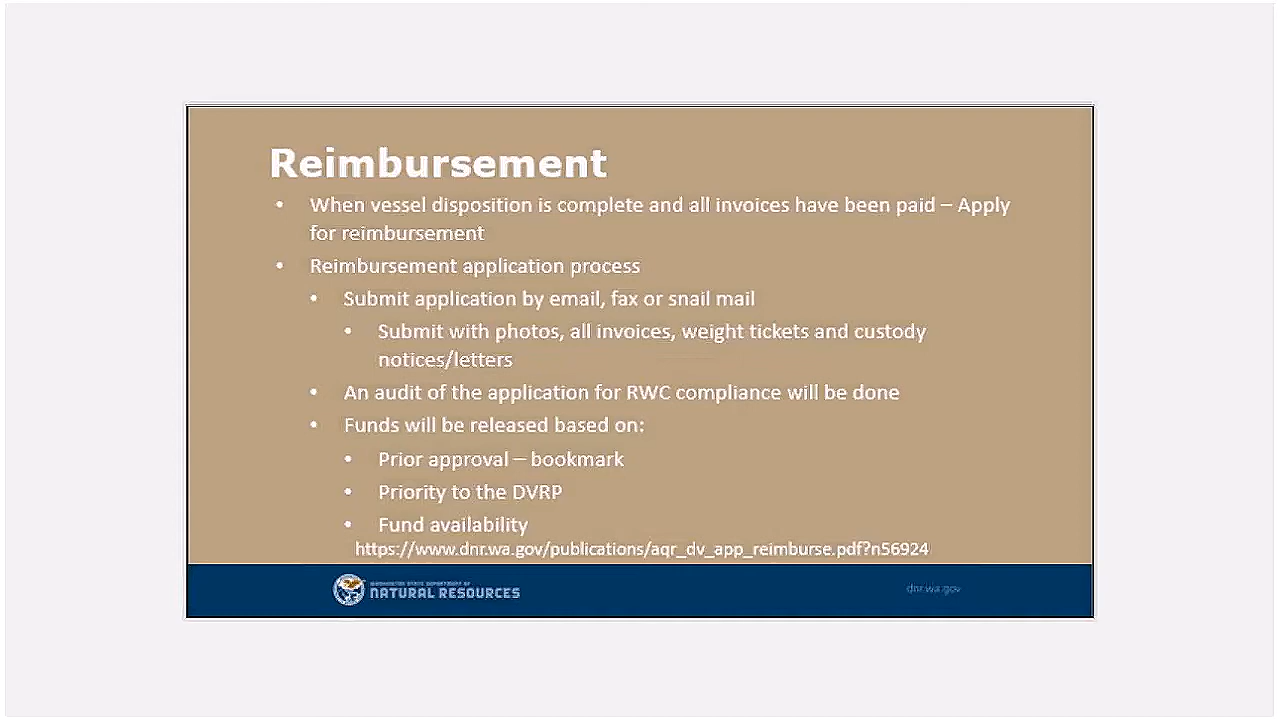 Reimbursement
• When vessel disposition is complete and all invoices have been paid – Apply
for reimbursement
• Reimbursement application process
• Submit application by email, fax or snail mail
• Submit with photos, all invoices, weight tickets and custody
notices/letters
• An audit of the application for RWC compliance will be done
• Funds will be released based on:
• Prior approval – bookmark
• Priority to the DVRP
• Fund availability
https://www.dnr.wa.gov/publications/aqr_dv_app_reimburse.pdf?n56924
WASHINGTON STATE DEPARTMENT OF
NATURAL RESOURCES
dnr.wa.gov